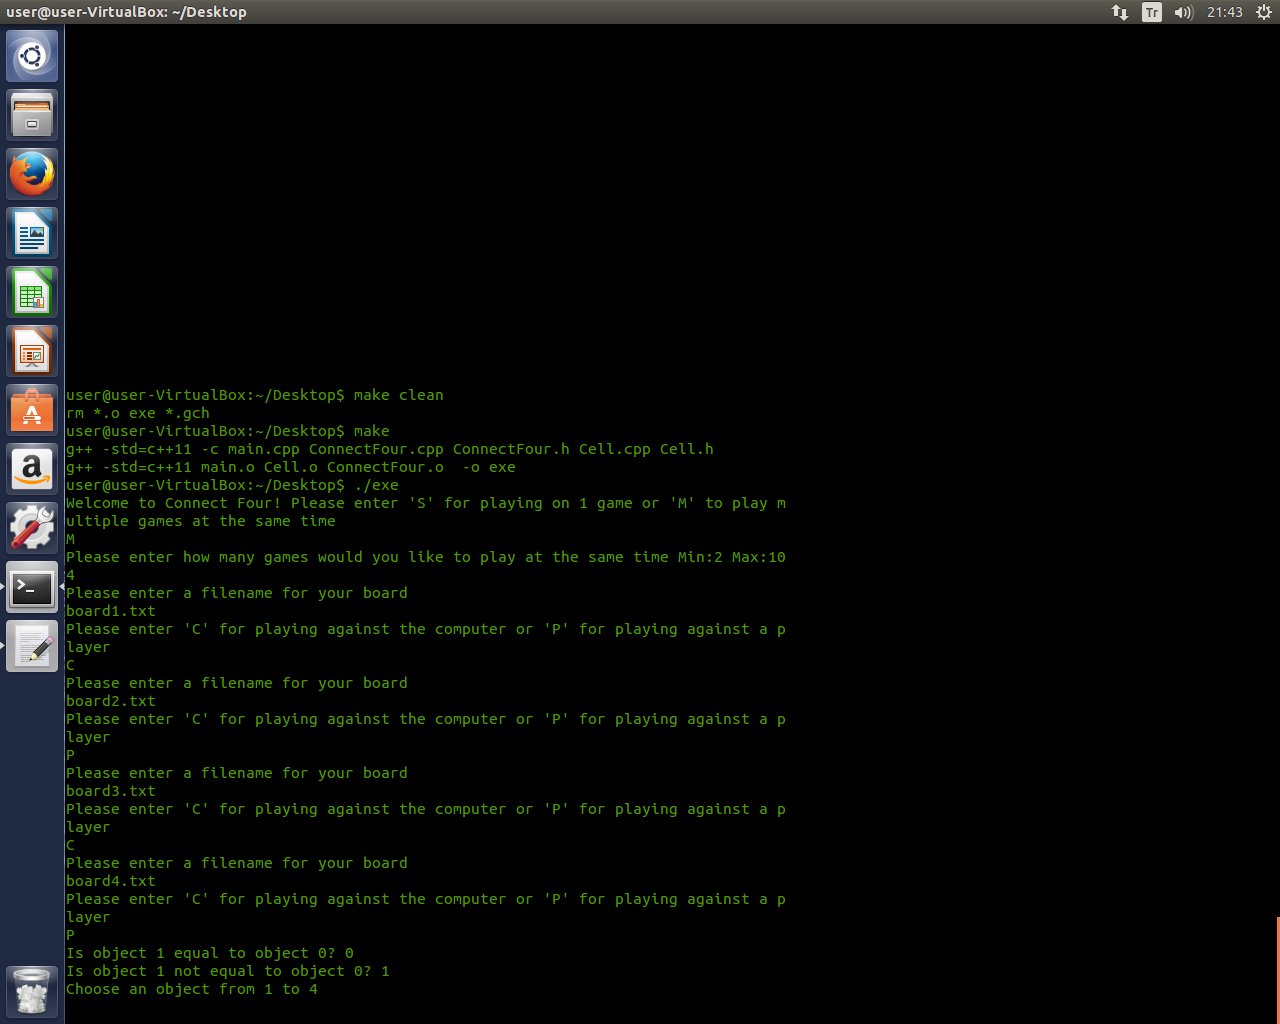 user@user-VirtualBox: ~/Desktop
Tr
21:43
user@user-VirtualBox:~/Desktop$ make clean
rm *.o exe *.gch
user@user-VirtualBox:~/Desktop$ make
g++ -std=c++11 -c main.cpp ConnectFour.cpp ConnectFour.h Cell.cpp Cell.h
g++ -std=c++11 main.o Cell.o ConnectFour.o  -o exe
user@user-VirtualBox:~/Desktop$ ./exe
Welcome to Connect Four! Please enter 'S' for playing on 1 game or 'M' to play m
ultiple games at the same time
M
Please enter how many games would you like to play at the same time Min:2 Max:10
4
Please enter a filename for your board
board1.txt
Please enter 'C' for playing against the computer or 'P' for playing against a p
layer
C
Please enter a filename for your board
board2.txt
Please enter 'C' for playing against the computer or 'P' for playing against a p
layer
P
Please enter a filename for your board
board3.txt
Please enter 'C' for playing against the computer or 'P' for playing against a p
layer
C
Please enter a filename for your board
board4.txt
Please enter 'C' for playing against the computer or 'P' for playing against a p
layer
P
Is object 1 equal to object 0? 0
Is object 1 not equal to object 0? 1
Choose an object from 1 to 4